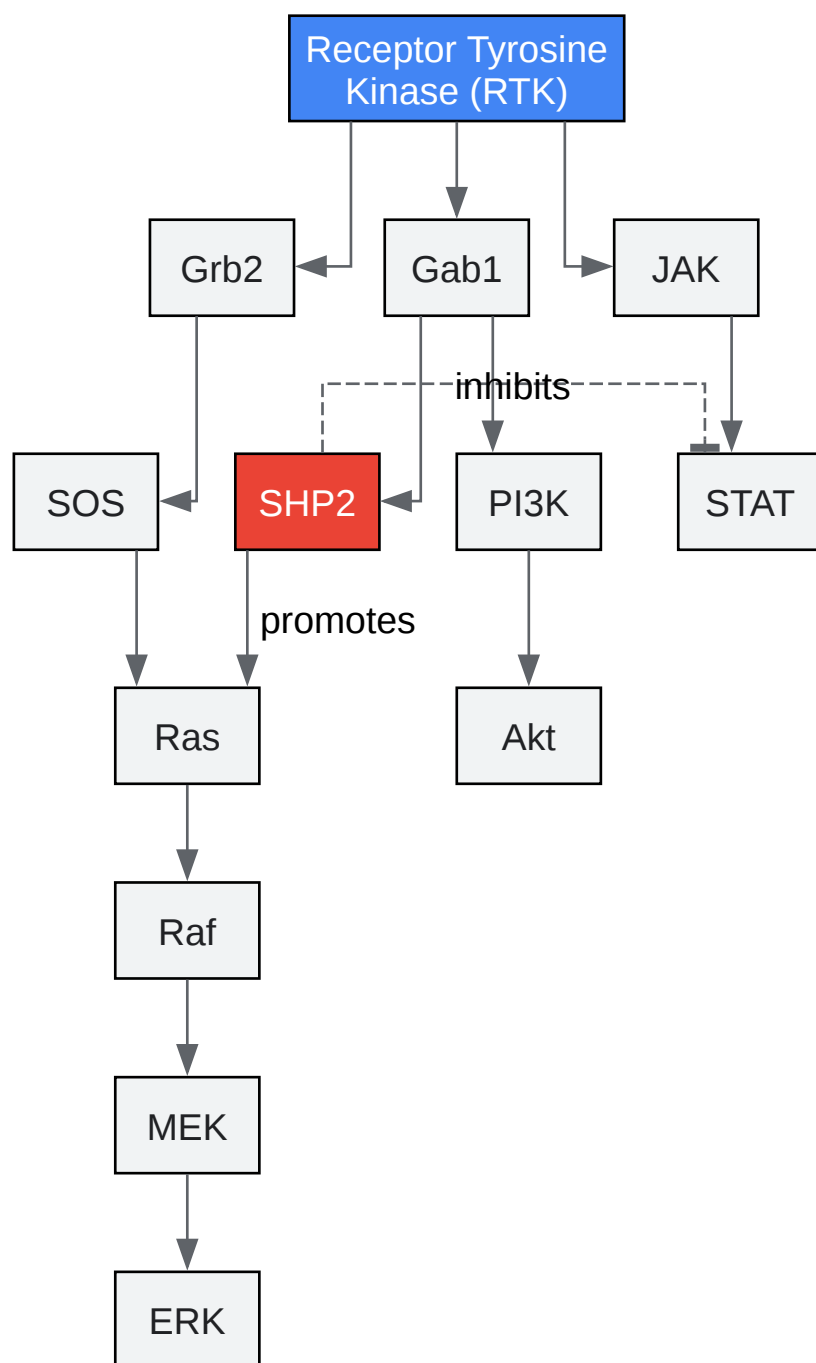 Receptor Tyrosine
Kinase (RTK)
Grb2
Gab1
JAK
inhibits
SOS
SHP2
PI3K
STAT
promotes
Ras
Akt
Raf
MEK
ERK